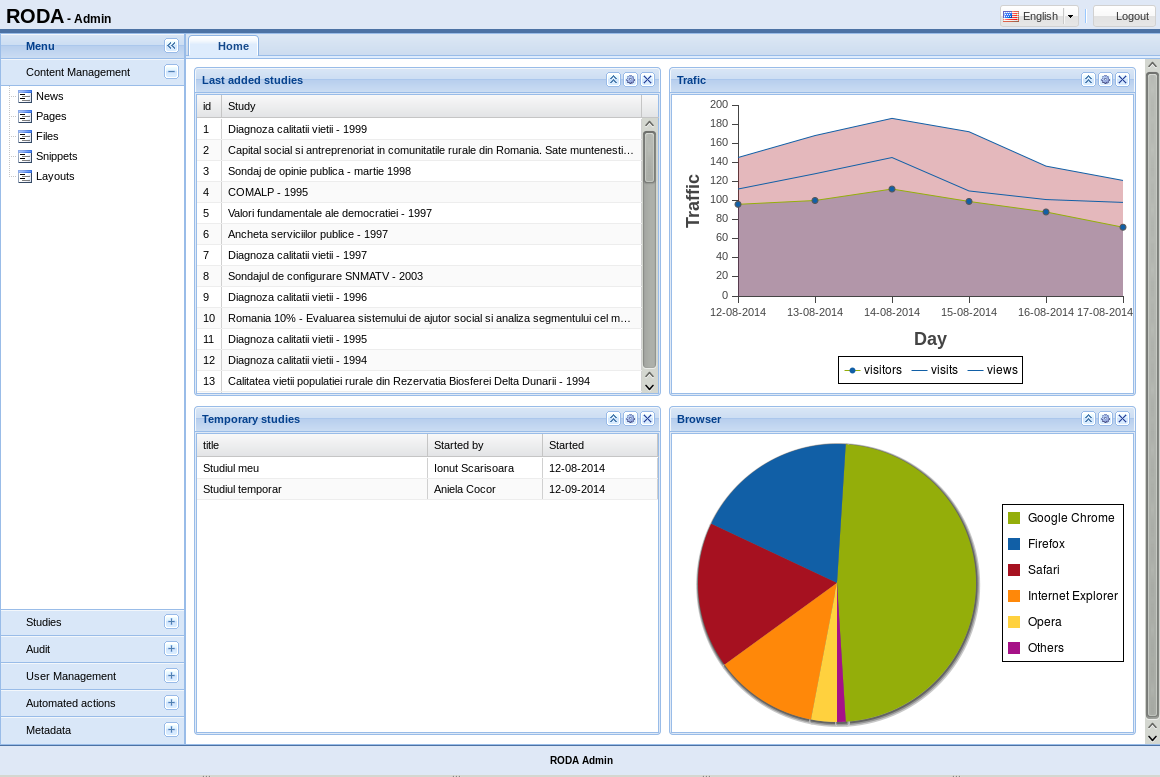 RODA - Admin
English
Logout
Menu
Home
Content Management
News
Pages
Files
Snippets
Layouts
Studies
Audit
User Management
Automated actions
Metadata
Last added studies
id Study
1 Diagnoza calitatii vietii - 1999
2 Capital social si antreprenoriat in comunitatile rurale din Romania. Sate muntenesti...
3 Sondaj de opinie publica - martie 1998
4 COMALP - 1995
5 Valori fundamentale ale democratiei - 1997
6 Ancheta serviciilor publice - 1997
7 Diagnoza calitatii vietii - 1997
8 Sondajul de configurare SNMATV - 2003
9 Diagnoza calitatii vietii - 1996
10 Romania 10% - Evaluarea sistemului de ajutor social si analiza segmentului cel m...
11 Diagnoza calitatii vietii - 1995
12 Diagnoza calitatii vietii - 1994
13 Calitatea vietii populatiei rurale din Rezervatia Biosferei Delta Dunarii - 1994
Trafic
200
180
160
140
120
100
80
60
40
20
0
Traffic
12-08-2014 13-08-2014 14-08-2014 15-08-2014 16-08-2014 17-08-2014
Day
visitors visits views
Temporary studies
title Started by Started
Studiul meu Ionut Scarisoara 12-08-2014
Studiul temporar Aniela Cocor 12-09-2014
Browser
Google Chrome
Firefox
Safari
Internet Explorer
Opera
Others
RODA Admin